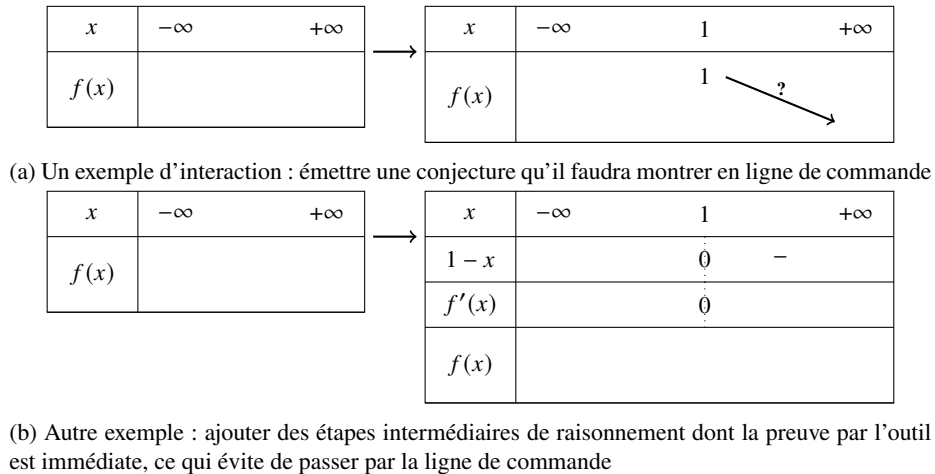 x −∞ +∞ x −∞ 1 +∞
f(x) f(x) 1 ?
(a) Un exemple d'interaction : émettre une conjecture qu'il faudra montrer en ligne de commande
x −∞ +∞ x −∞ 1 +∞
f(x) 1 − x 0 −
f′(x) 0
f(x)
(b) Autre exemple : ajouter des étapes intermédiaires de raisonnement dont la preuve par l'outil
est immédiate, ce qui évite de passer par la ligne de commande